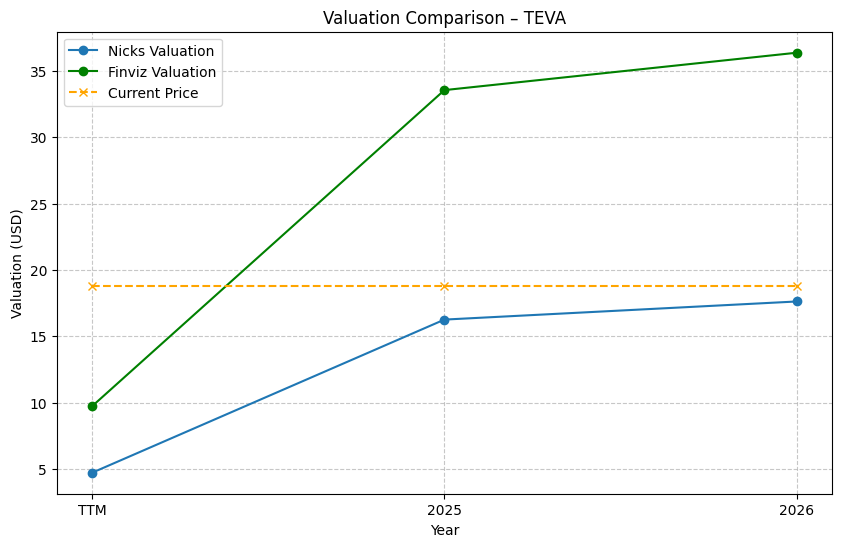 Valuation Comparison – TEVA
Nicks Valuation
Finviz Valuation
Current Price
Valuation (USD)
35
30
25
20
15
10
5
TTM
2025
2026
Year